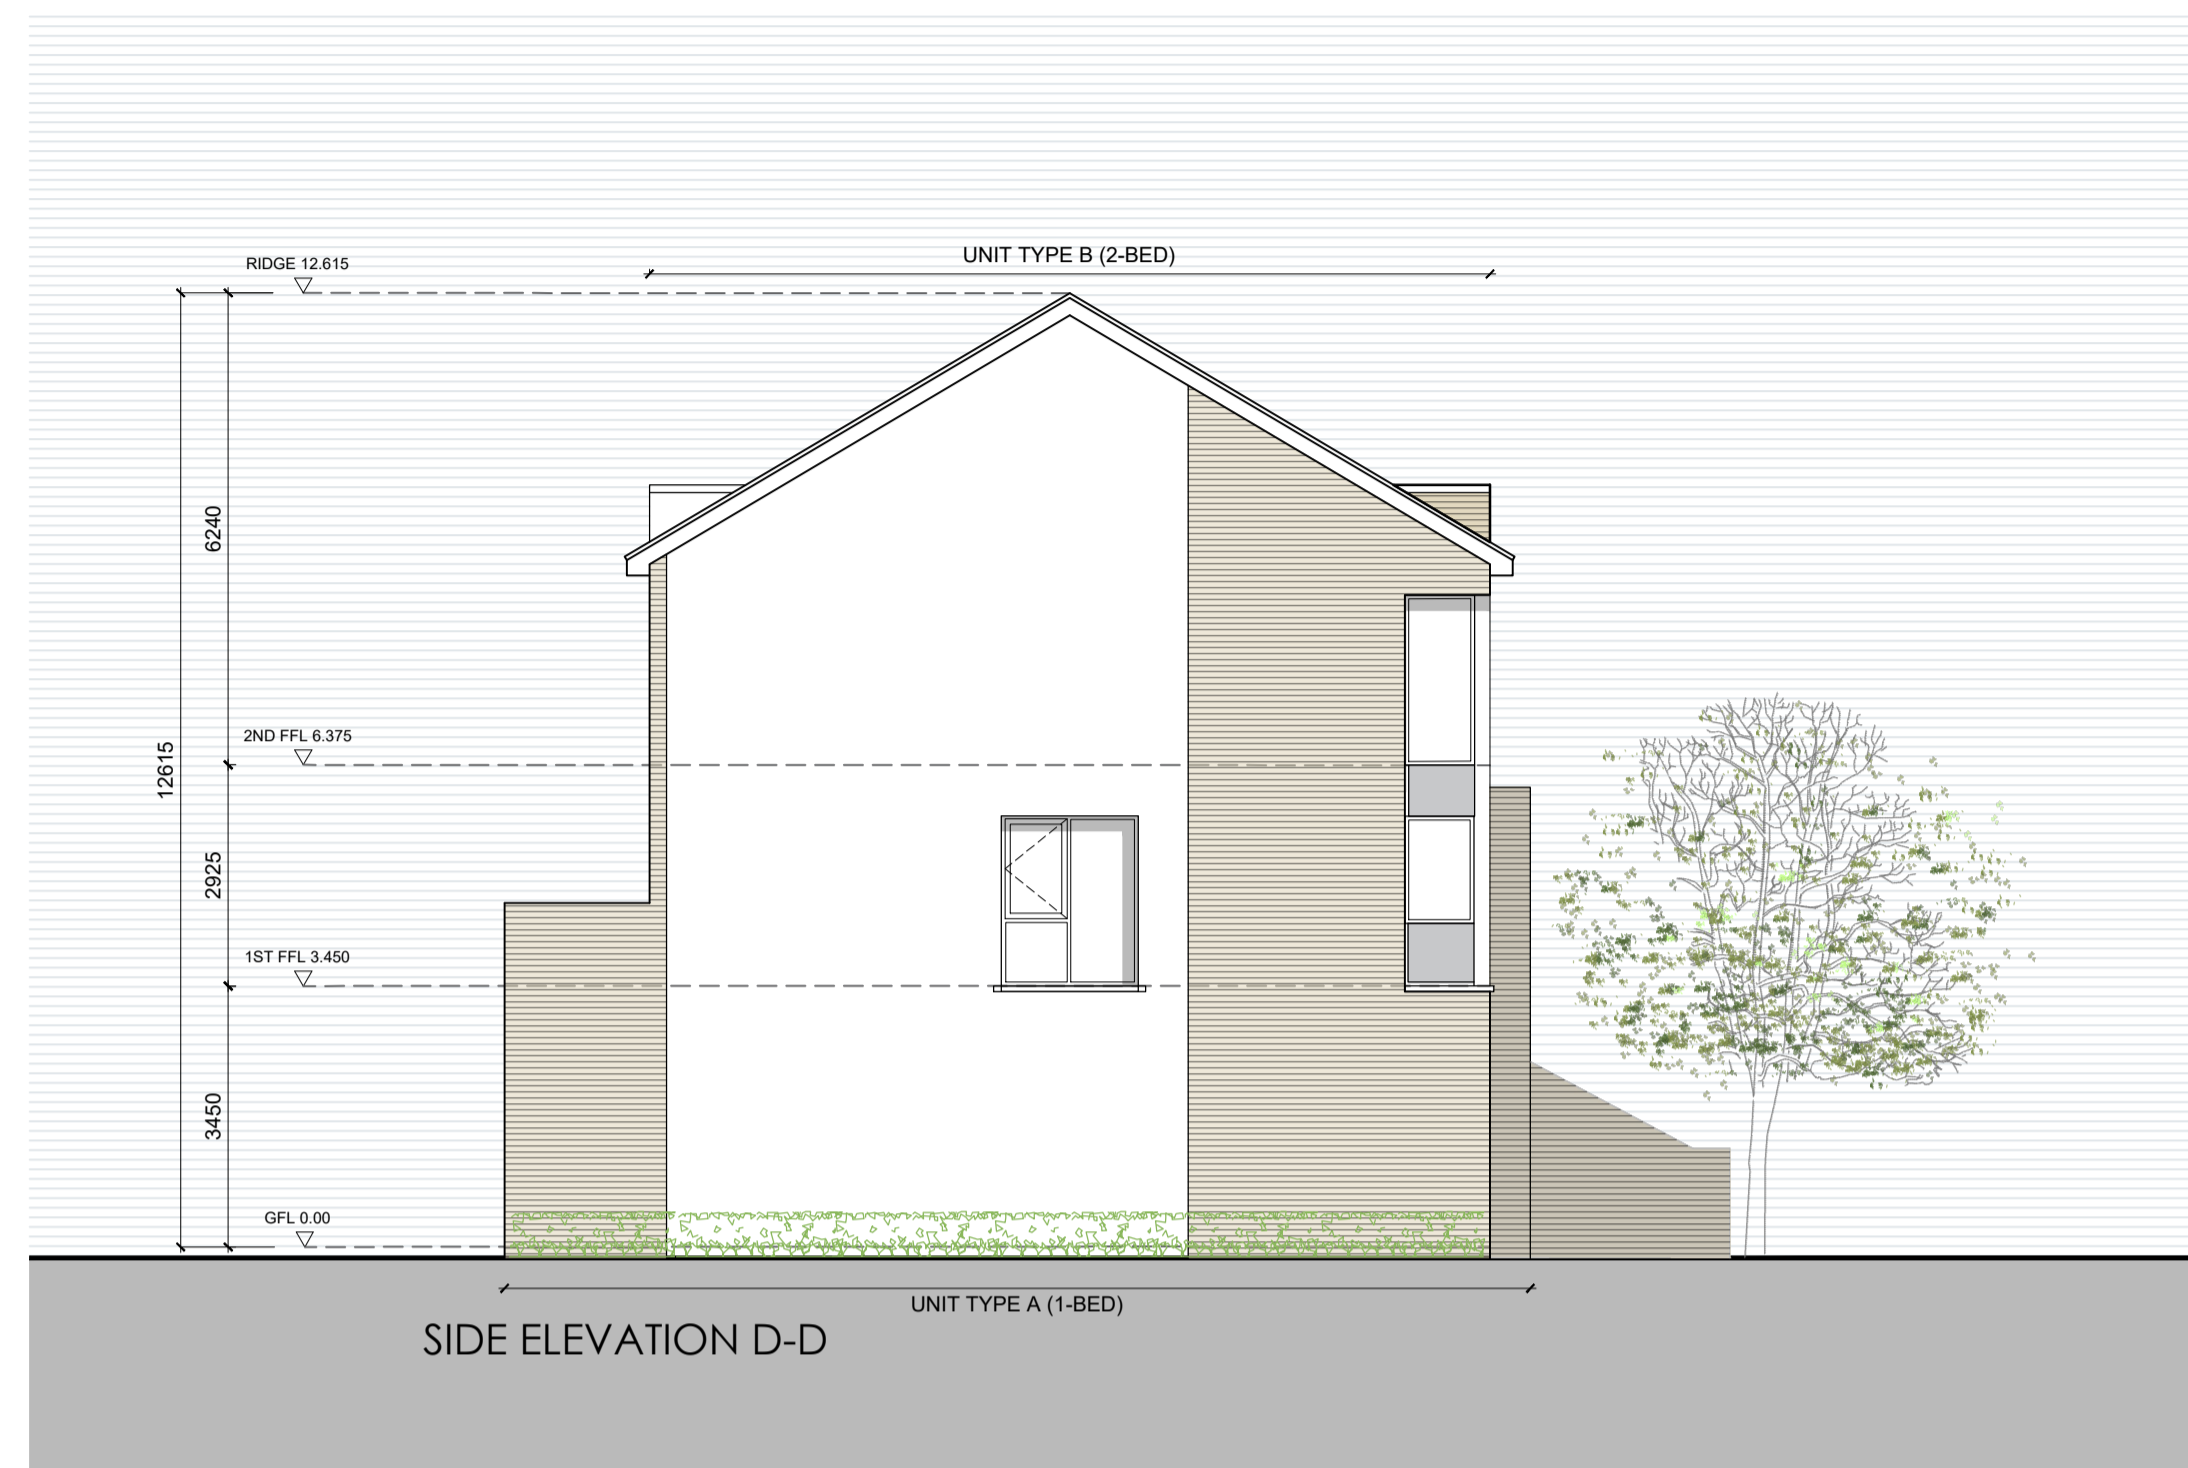 UNIT TYPE B (2-BED)
RIDGE 12.615
6240
2ND FFL 6.375
12615
2925
1ST FFL 3.450
3450
GFL 0.00
UNIT TYPE A (1-BED)
SIDE ELEVATION D-D